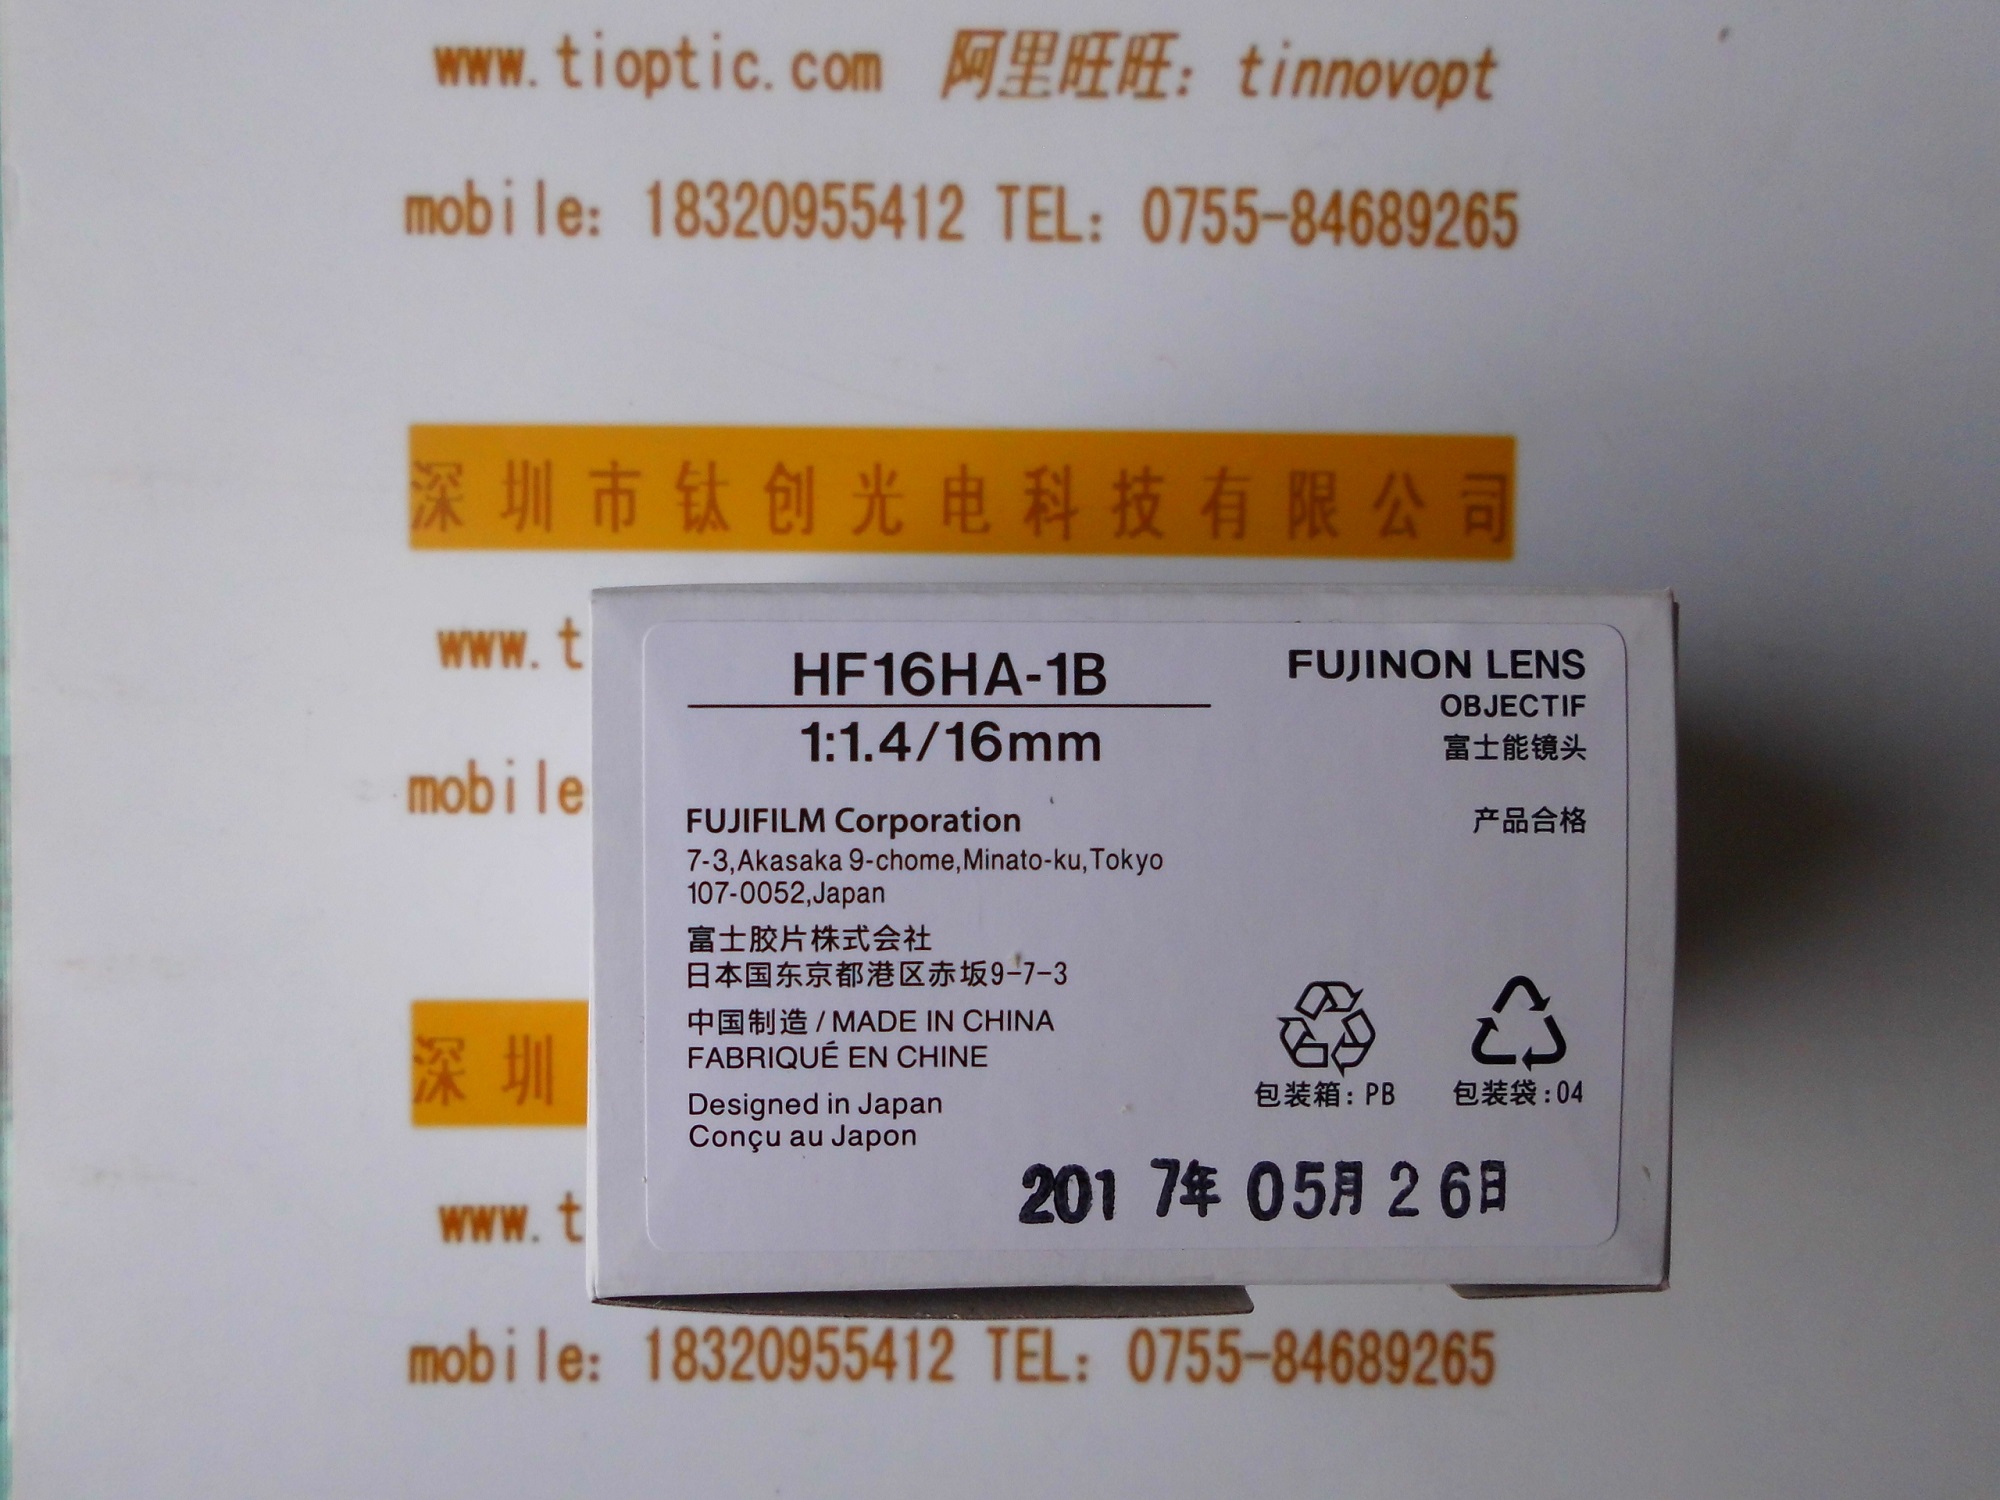 www.tioptic.com 阿里旺旺：tinnovopt
mobile：18320955412 TEL：0755-84689265
深圳市钛创光电科技有限公司
www.t
mobile
深圳
www.t
mobile：18320955412 TEL：0755-84689265
HF16HA-1B
1:1.4/16mm
FUJINON LENS
OBJECTIF
富士能镜头
产品合格
FUJIFILM Corporation
7-3,Akasaka 9-chome,Minato-ku,Tokyo
107-0052,Japan
富士胶片株式会社
日本国东京都港区赤坂9-7-3
中国制造 / MADE IN CHINA
FABRIQUÉ EN CHINE
Designed in Japan
Conçu au Japon
包装箱: PB
包装袋:04
2017年 05月 26日